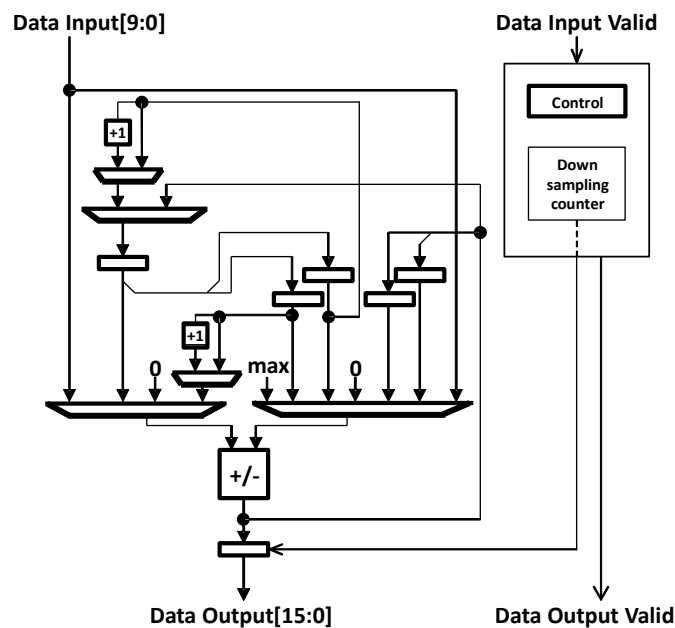 Data Input[9:0]
Data Input Valid
Control
+1
Down
sampling
counter
+1
0
max
0
+/-
Data Output[15:0]
Data Output Valid